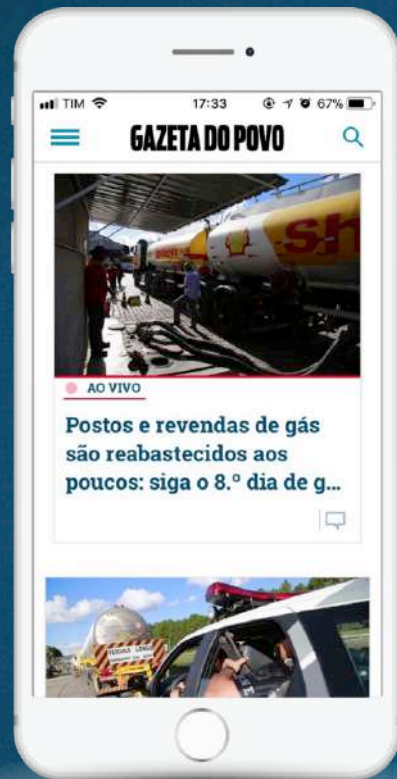 TIM 17:33 67%
GAZETA DO POVO
Sh
AO VIVO
Postos e revendas de gás
são reabastecidos aos
poucos: siga o 8.º dia de g...